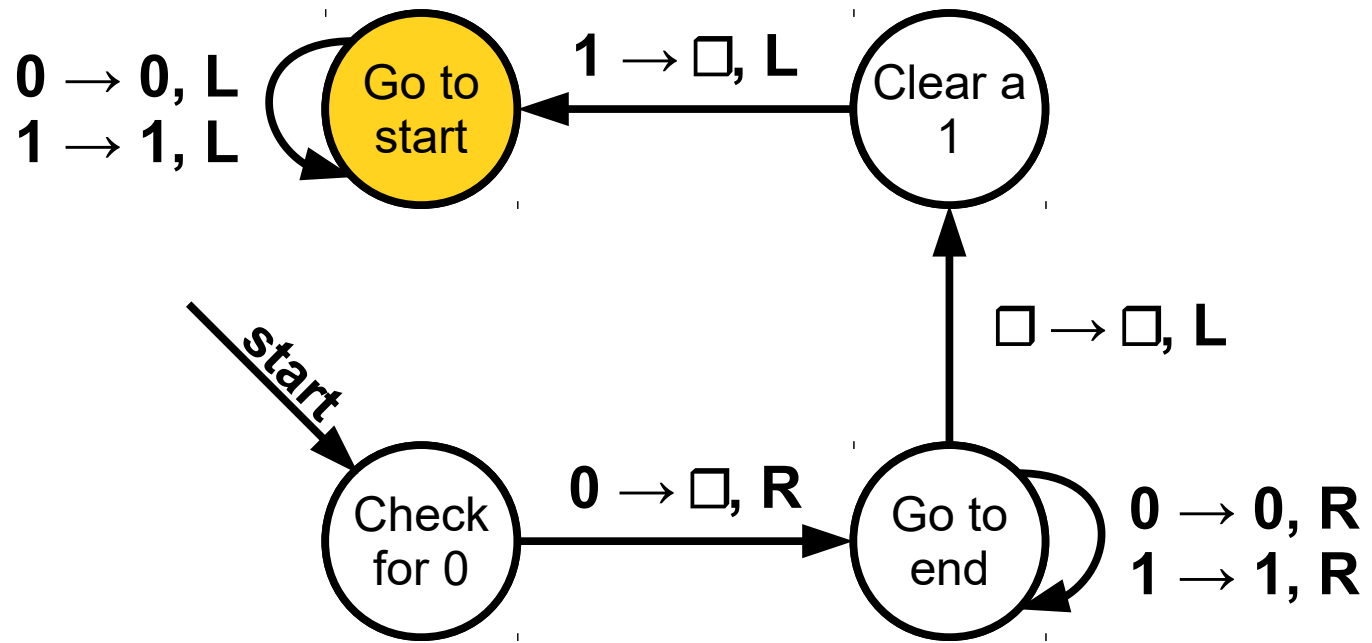 0 → 0, L
1 → 1, L
Go to
start
1 → □, L
Clear a
1
start
□ → □, L
Check
for 0
0 → □, R
Go to
end
0 → 0, R
1 → 1, R